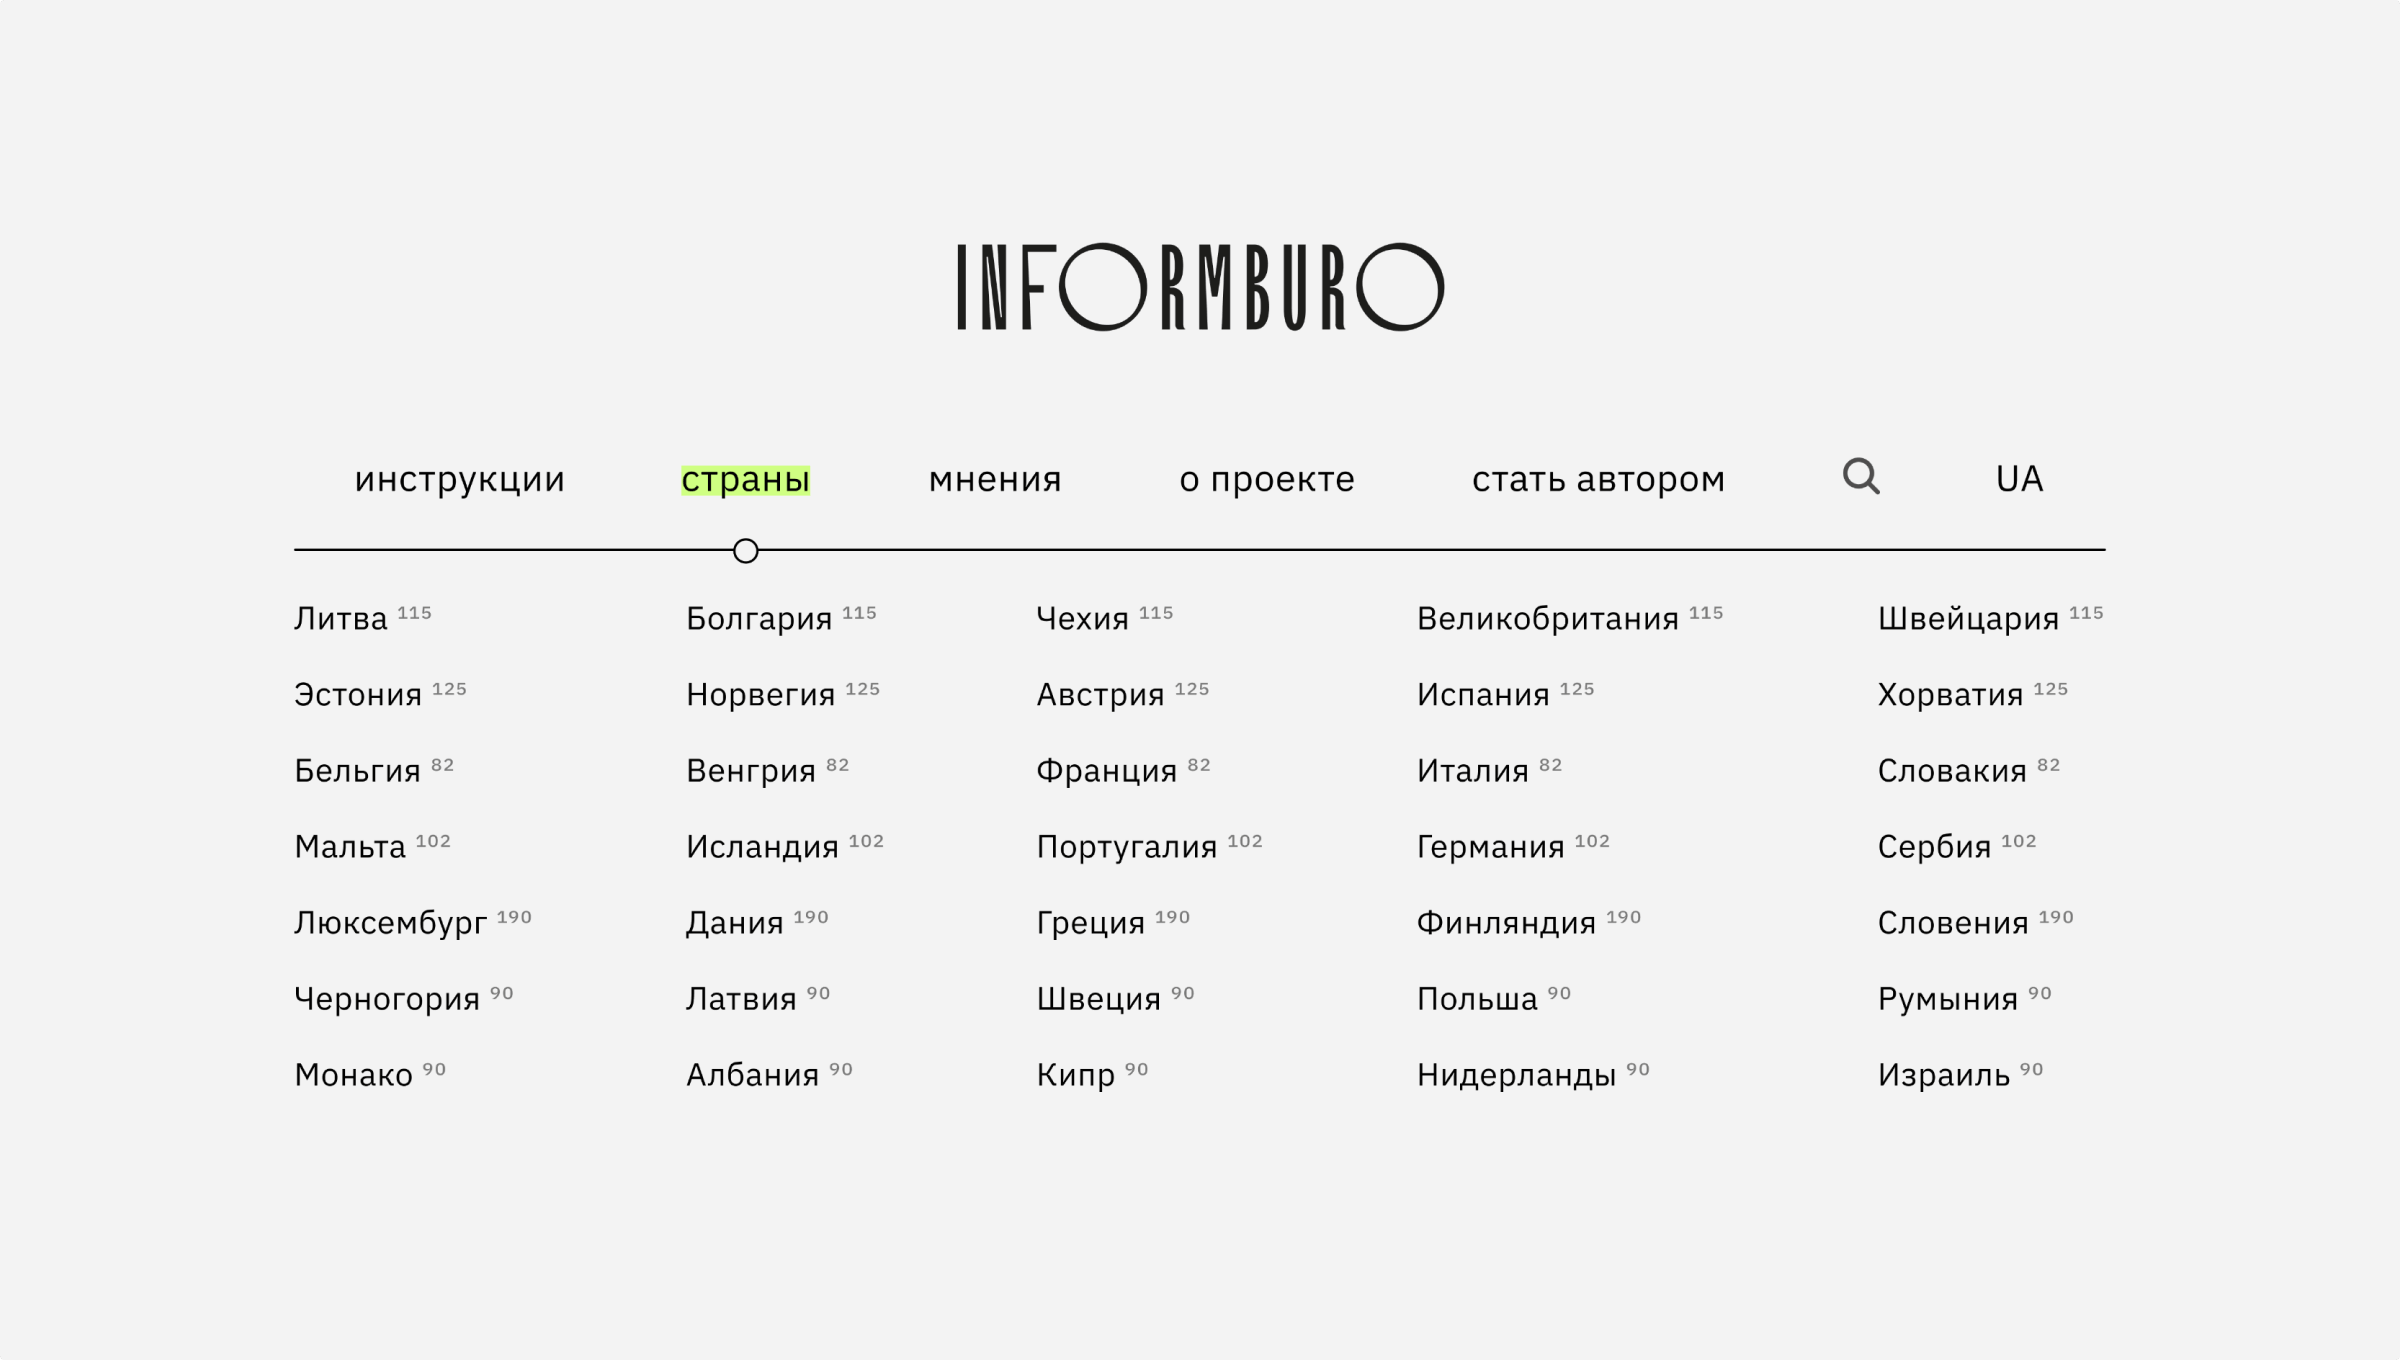 INFORMBURO
инструкции страны мнения о проекте стать автором UA
Литва 115 Болгария 115 Чехия 115 Великобритания 115 Швейцария 115
Эстония 125 Норвегия 125 Австрия 125 Испания 125 Хорватия 125
Бельгия 82 Венгрия 82 Франция 82 Италия 82 Словакия 82
Мальта 102 Исландия 102 Португалия 102 Германия 102 Сербия 102
Люксембург 190 Дания 190 Греция 190 Финляндия 190 Словения 190
Черногория 90 Латвия 90 Швеция 90 Польша 90 Румыния 90
Монако 90 Албания 90 Кипр 90 Нидерланды 90 Израиль 90